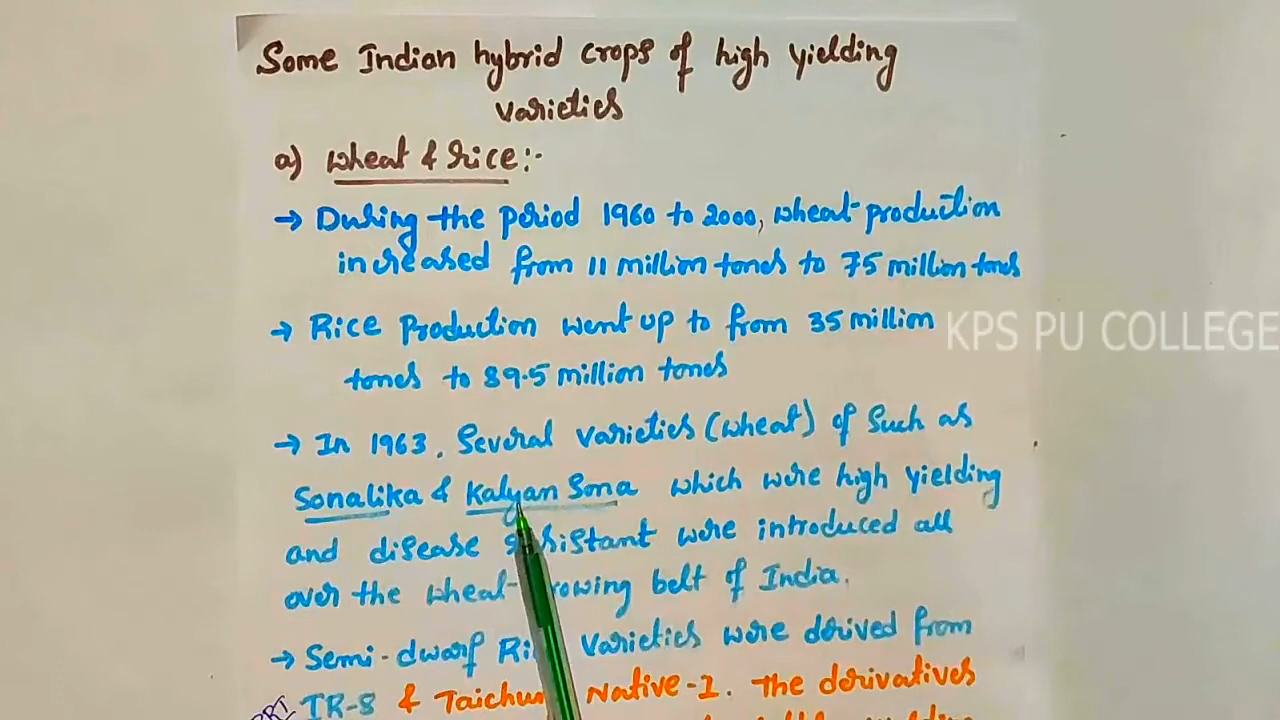 Some Indian hybrid crops of high yielding
varieties
a) Wheat & rice:-
→ During the period 1960 to 2000, wheat production
increased from 11 million tones to 75 million tones
→ Rice production went up to from 35 million
tones to 89.5 million tones
KPS PU COLLEGE
→ In 1963, Several varieties (wheat) of such as
Sonalika & Kalyan Sona which were high yielding
and disease resistant were introduced all
over the wheat growing belt of India.
→ Semi-dwarf Rice varieties were derived from
IR-8 & Taichung Native-1. The derivatives